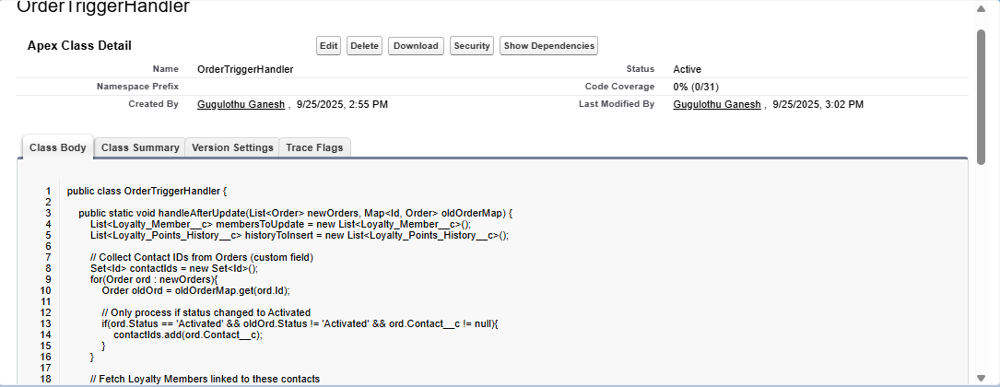 OrderTriggerHandler
Apex Class Detail
Edit Delete Download Security Show Dependencies
Name OrderTriggerHandler Status Active
Namespace Prefix Code Coverage 0% (0/31)
Created By Gugulothu Ganesh , 9/25/2025, 2:55 PM Last Modified By Gugulothu Ganesh , 9/25/2025, 3:02 PM
Class Body Class Summary Version Settings Trace Flags
1 public class OrderTriggerHandler {
2
3 public static void handleAfterUpdate(List<Order> newOrders, Map<Id, Order> oldOrderMap) {
4 List<Loyalty_Member__c> membersToUpdate = new List<Loyalty_Member__c>();
5 List<Loyalty_Points_History__c> historyToInsert = new List<Loyalty_Points_History__c>();
6
7 // Collect Contact IDs from Orders (custom field)
8 Set<Id> contactIds = new Set<Id>();
9 for(Order ord : newOrders){
10 Order oldOrd = oldOrderMap.get(ord.Id);
11
12 // Only process if status changed to Activated
13 if(ord.Status == 'Activated' && oldOrd.Status != 'Activated' && ord.Contact__c != null){
14 contactIds.add(ord.Contact__c);
15 }
16 }
17
18 // Fetch Loyalty Members linked to these contacts